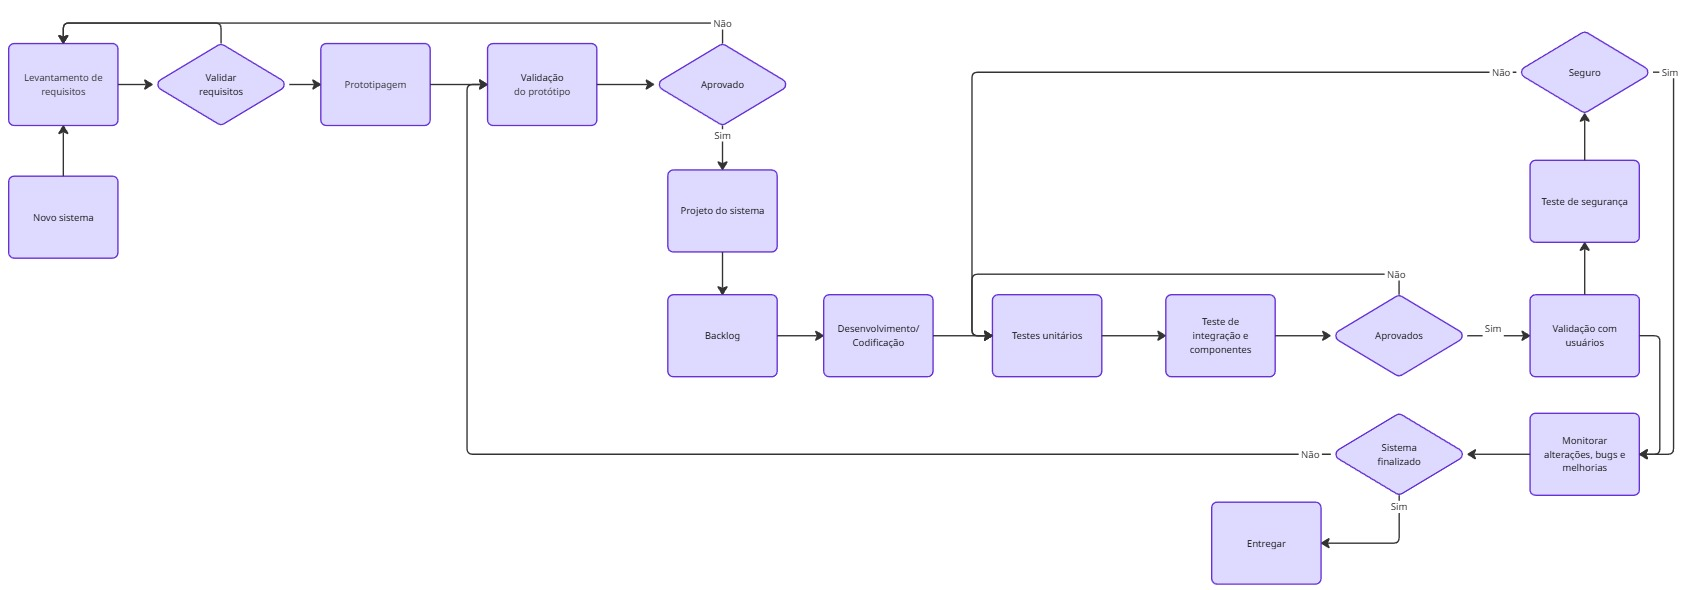 Não
Levantamento de
requisitos
Validar
requisitos
Prototipagem
Validação
do protótipo
Aprovado
Não
Seguro
Sim
Sim
Novo sistema
Projeto do sistema
Teste de segurança
Não
Backlog
Desenvolvimento/
Codificação
Testes unitários
Teste de
integração e
componentes
Aprovados
Sim
Validação com
usuários
Não
Sistema
finalizado
Monitorar
alterações, bugs e
melhorias
Sim
Entregar